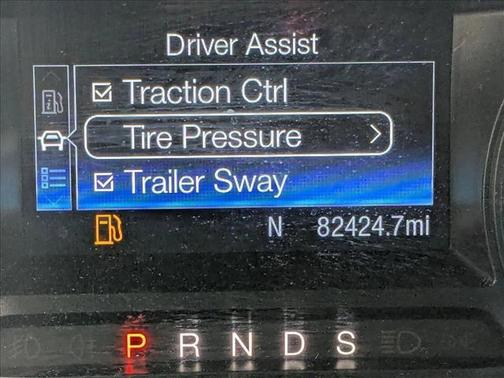 Driver Assist
Traction Ctrl
Tire Pressure
Trailer Sway
N 82424.7mi
P R N D S